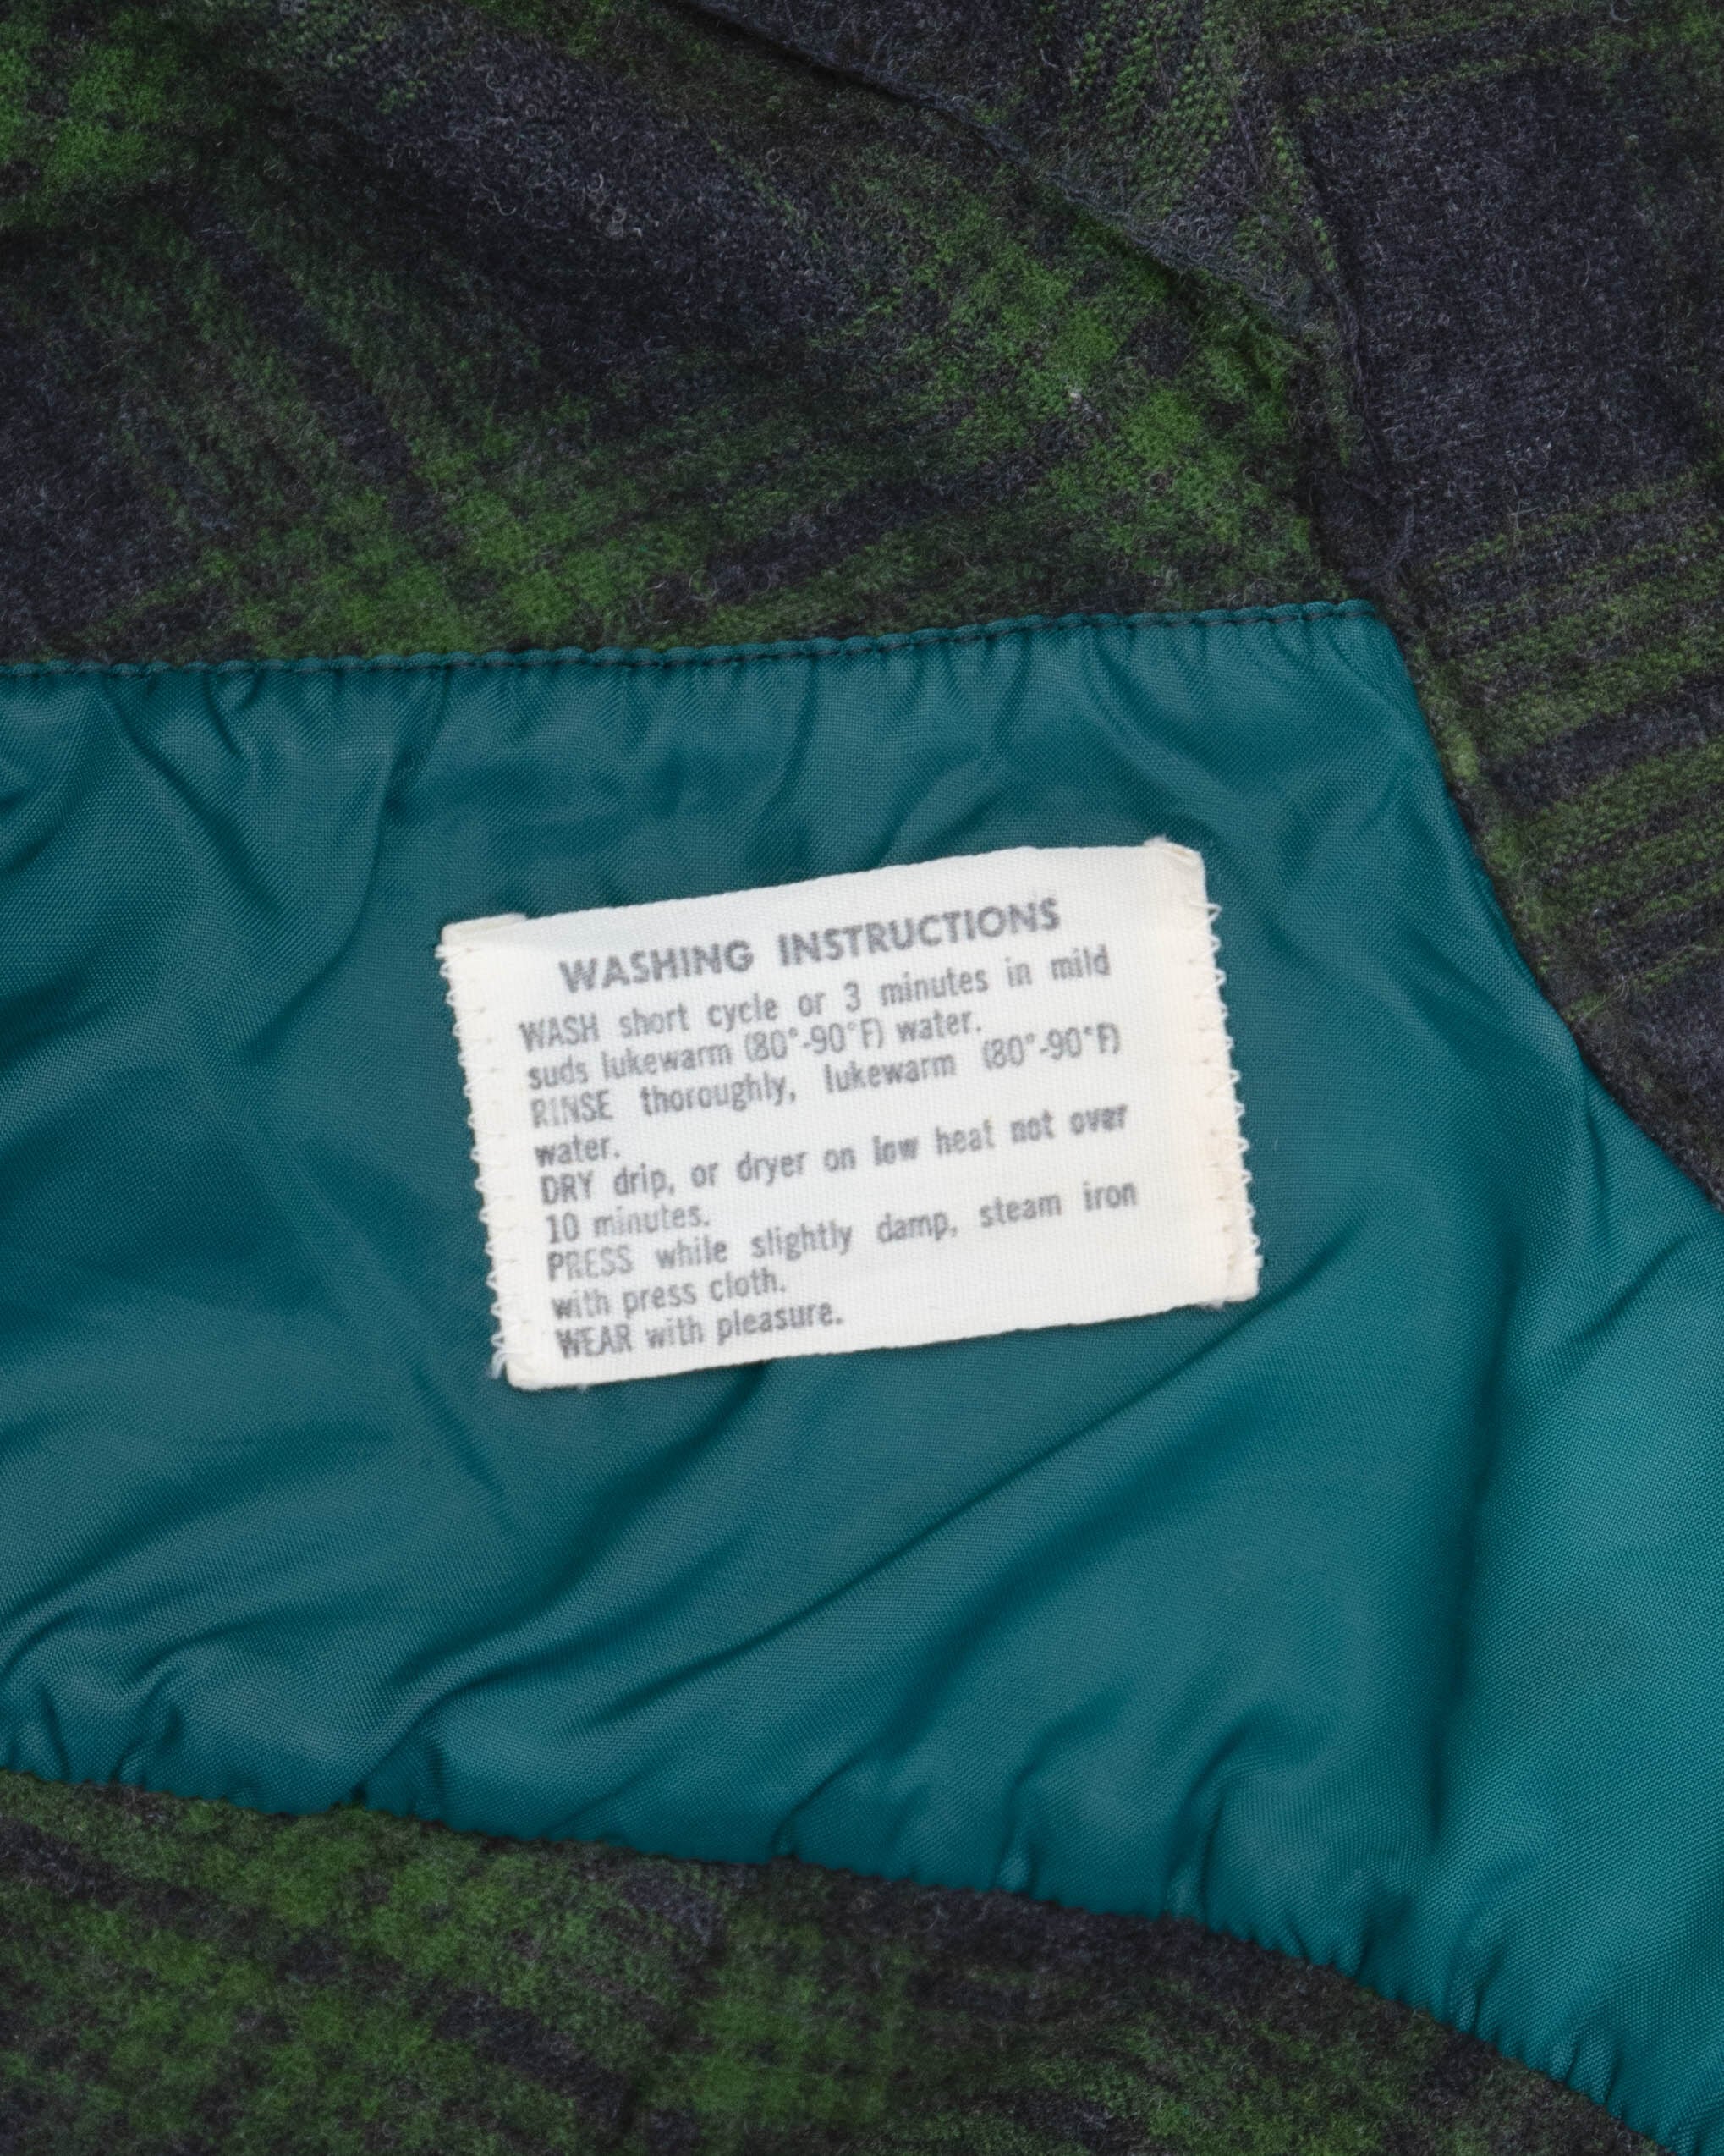 WASHING INSTRUCTIONS
WASH short cycle or 3 minutes in mild
suds lukewarm (80°-90°F) water.
RINSE thoroughly, lukewarm (80°-90°F)
water.
DRY drip, or dryer on low heat not over
10 minutes.
PRESS while slightly damp, steam iron
with press cloth.
WEAR with pleasure.